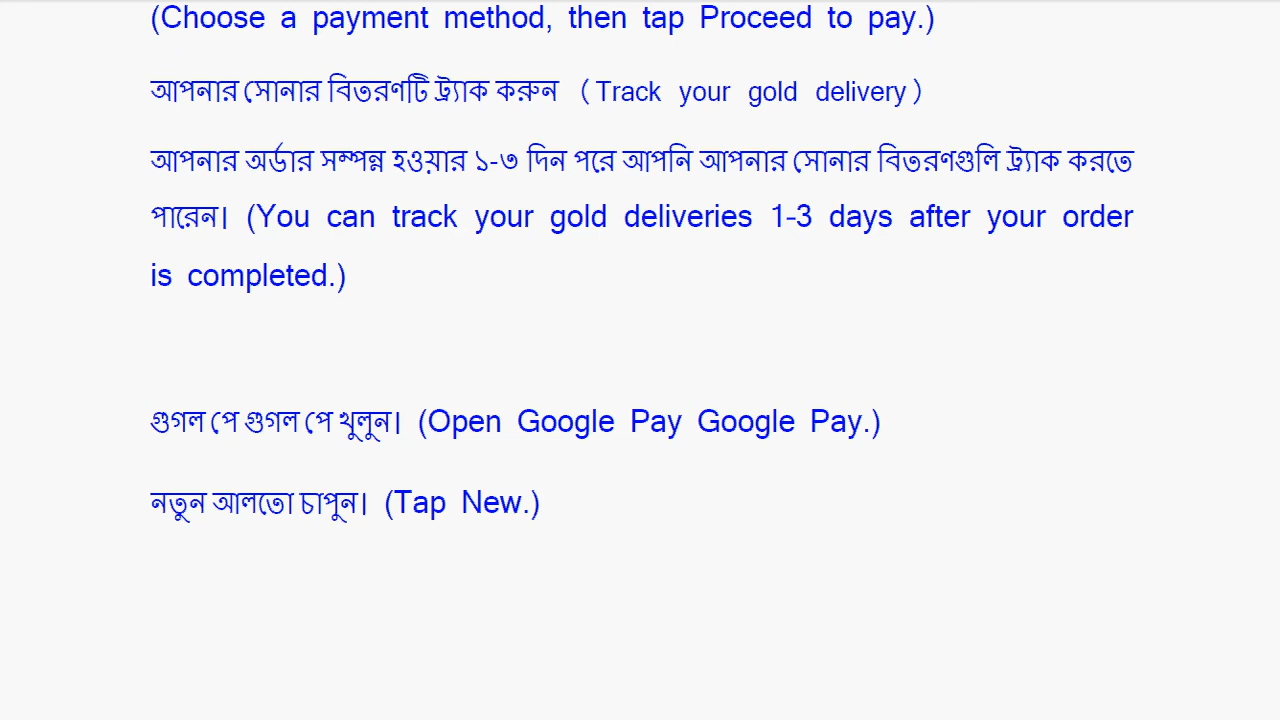 (Choose a payment method, then tap Proceed to pay.)
আপনার সোনার বিতরণটি ট্র্যাক করুন (Track your gold delivery)
আপনার অর্ডার সম্পন্ন হওয়ার ১-৩ দিন পরে আপনি আপনার সোনার বিতরণগুলি ট্র্যাক করতে
পারেন। (You can track your gold deliveries 1-3 days after your order
is completed.)
গুগল পে গুগল পে খুলুন। (Open Google Pay Google Pay.)
নতুন আলতো চাপুন। (Tap New.)